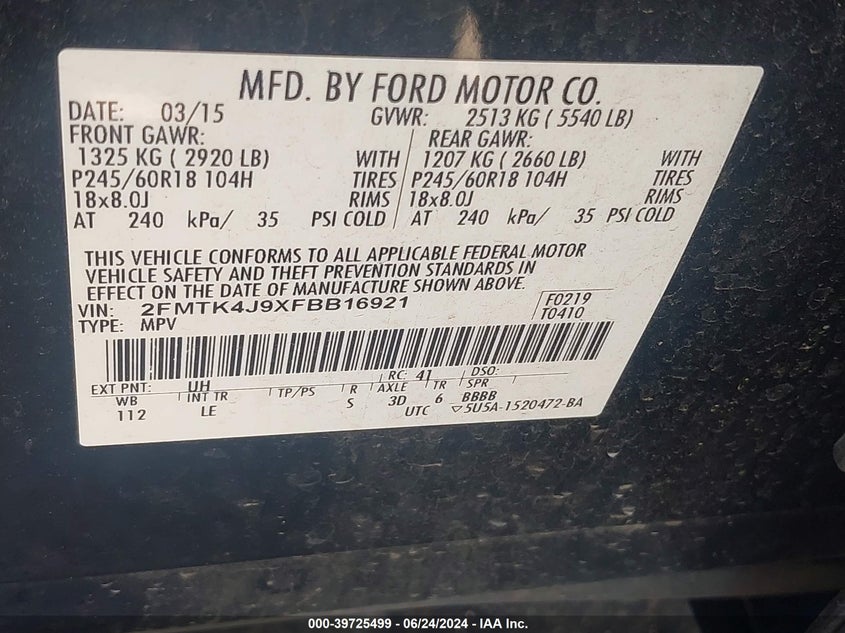 MFD. BY FORD MOTOR CO.
DATE: 03/15 GVWR: 2513 KG ( 5540 LB)
FRONT GAWR: REAR GAWR:
1325 KG ( 2920 LB) WITH 1207 KG ( 2660 LB) WITH
P245/60R18 104H TIRES P245/60R18 104H TIRES
18x8.0J RIMS 18x8.0J RIMS
AT 240 kPa/ 35 PSI COLD AT 240 kPa/ 35 PSI COLD
THIS VEHICLE CONFORMS TO ALL APPLICABLE FEDERAL MOTOR
VEHICLE SAFETY AND THEFT PREVENTION STANDARDS IN
EFFECT ON THE DATE OF MANUFACTURE SHOWN ABOVE.
VIN: 2FMTK4J9XFBB16921 F0219
TYPE: MPV T0410
EXT PNT: UH RC: 41 DSO:
WB INT TR TP/PS R AXLE TR SPR
112 LE S 3D 6 BBBB
UTC ▽5U5A-1520472-BA
000-39725499 - 06/24/2024 - IAA Inc.